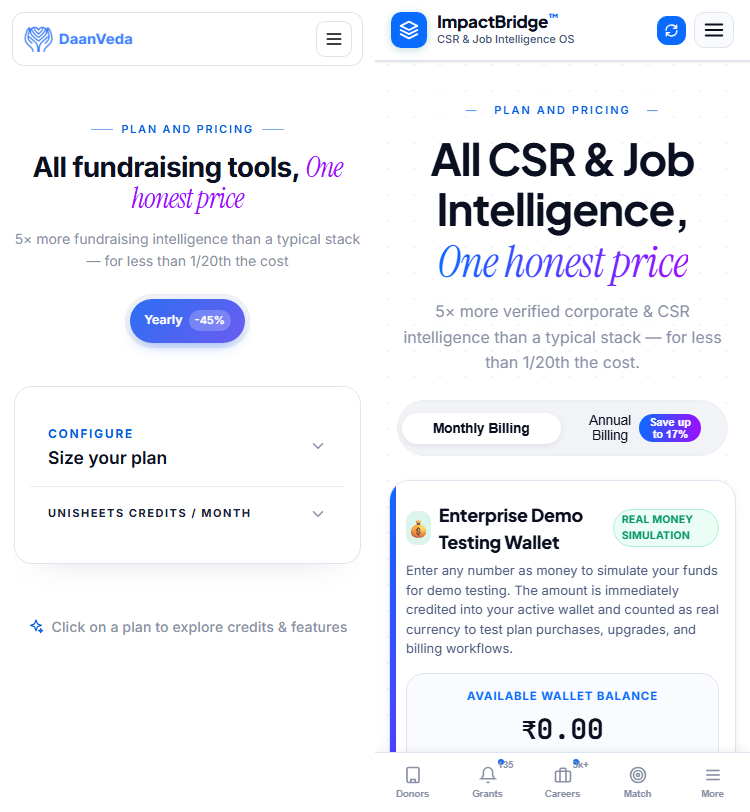 DaanVeda
PLAN AND PRICING
All fundraising tools, One
honest price
5× more fundraising intelligence than a typical stack
— for less than 1/20th the cost
Yearly -45%
CONFIGURE
Size your plan
UNISHEETS CREDITS / MONTH
Click on a plan to explore credits & features
ImpactBridge™
CSR & Job Intelligence OS
— PLAN AND PRICING —
All CSR & Job
Intelligence,
One honest price
5× more verified corporate & CSR
intelligence than a typical stack — for less
than 1/20th the cost.
Monthly Billing
Annual
Billing
Save up
to 17%
Enterprise Demo
Testing Wallet
REAL MONEY
SIMULATION
Enter any number as money to simulate your funds
for demo testing. The amount is immediately
credited into your active wallet and counted as real
currency to test plan purchases, upgrades, and
billing workflows.
AVAILABLE WALLET BALANCE
₹0.00
Donors
Grants
Careers
Match
More